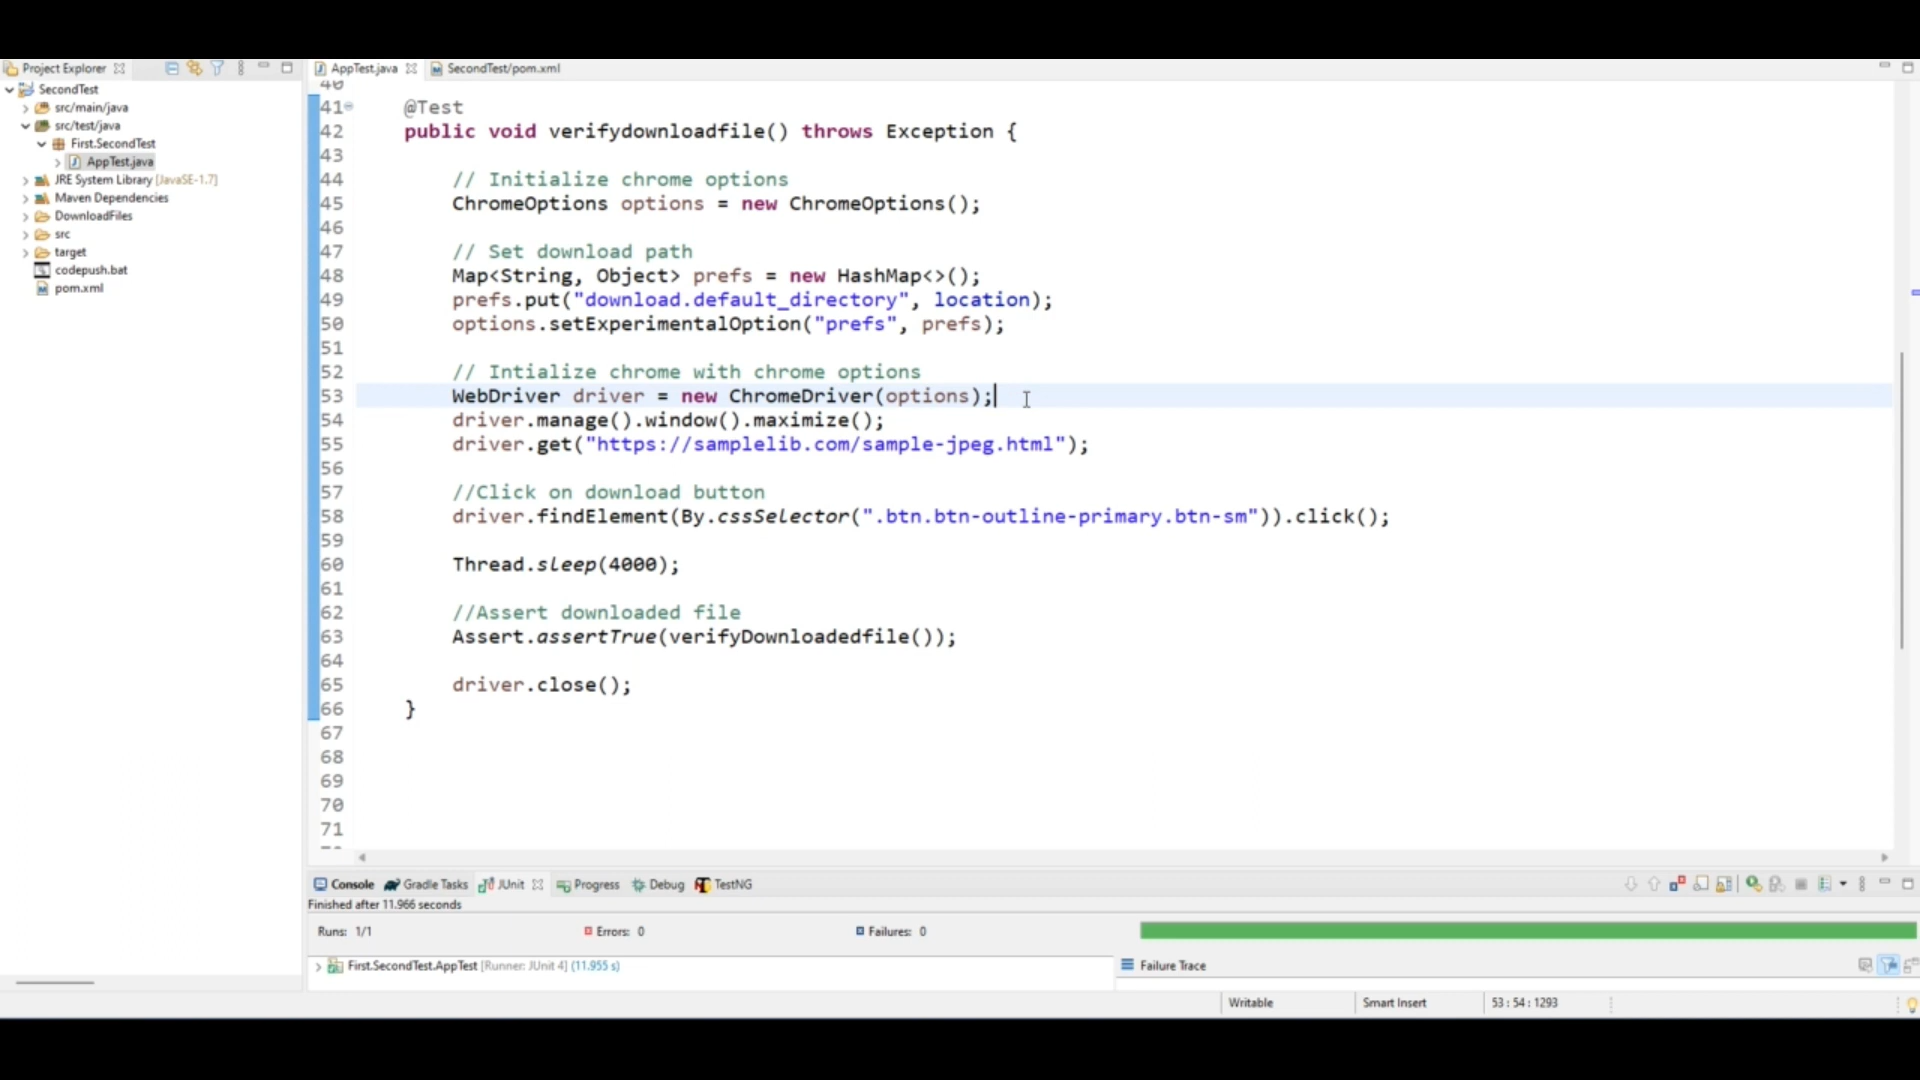 Project Explorer
SecondTest
src/main/java
src/test/java
First.SecondTest
AppTest.java
JRE System Library [JavaSE-1.7]
Maven Dependencies
DownloadFiles
src
target
codepush.bat
pom.xml
AppTest.java
SecondTest/pom.xml
40
41 @Test
42 public void verifydownloadfile() throws Exception {
43
44 // Initialize chrome options
45 ChromeOptions options = new ChromeOptions();
46
47 // Set download path
48 Map<String, Object> prefs = new HashMap<>();
49 prefs.put("download.default_directory", location);
50 options.setExperimentalOption("prefs", prefs);
51
52 // Intialize chrome with chrome options
53 WebDriver driver = new ChromeDriver(options);
54 driver.manage().window().maximize();
55 driver.get("https://samplelib.com/sample-jpeg.html");
56
57 //Click on download button
58 driver.findElement(By.cssSelector(".btn.btn-outline-primary.btn-sm")).click();
59
60 Thread.sleep(4000);
61
62 //Assert downloaded file
63 Assert.assertTrue(verifyDownloadedfile());
64
65 driver.close();
66 }
67
68
69
70
71
Console Gradle Tasks JUnit Progress Debug TestNG
Finished after 11.966 seconds
Runs: 1/1 Errors: 0 Failures: 0
First.SecondTest.AppTest [Runner: JUnit 4] (11.955 s)
Failure Trace
Writable Smart Insert 53 : 54 : 1293